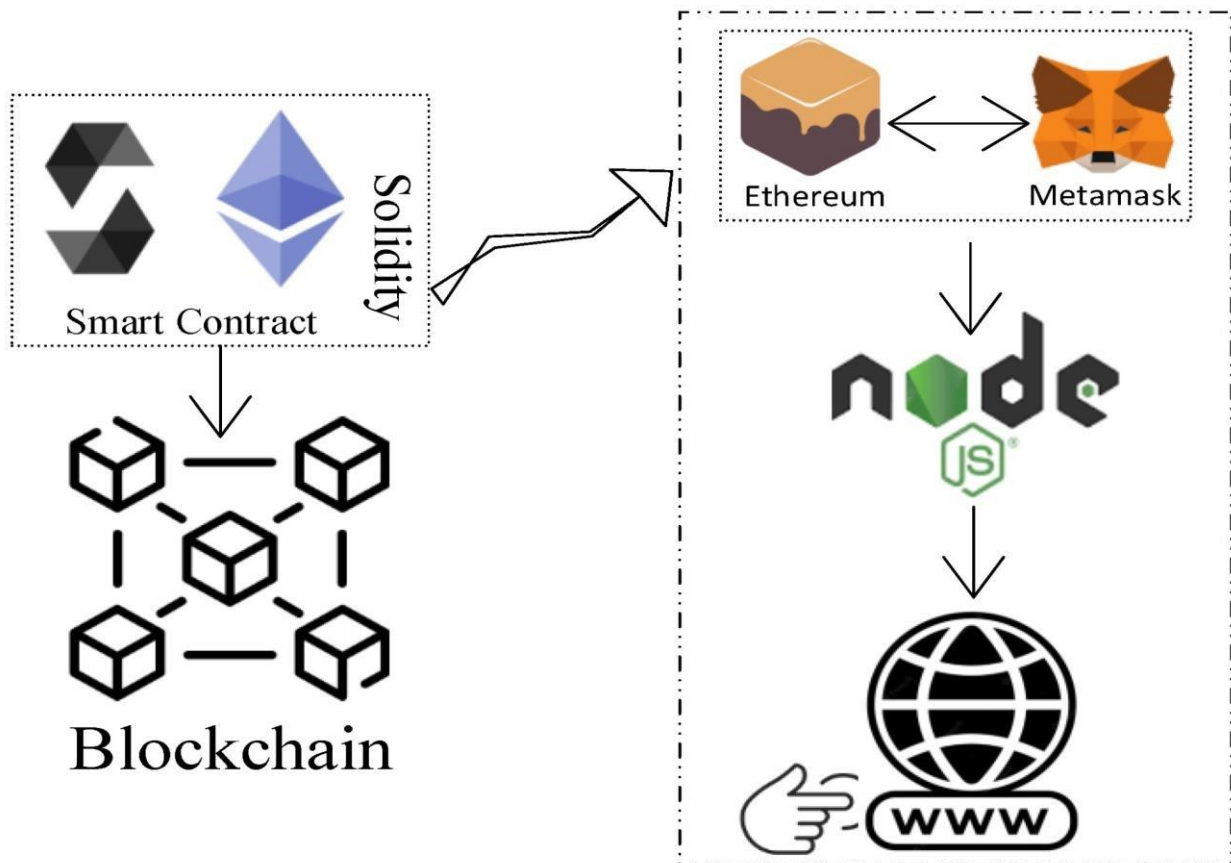 Solidity
Smart Contract
Blockchain
Ethereum
Metamask
node
JS®
www